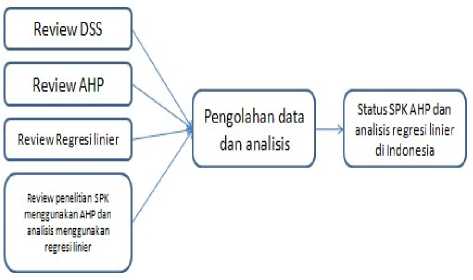 Review DSS
Review AHP
Review Regresi linier
Review penelitian SPK
menggunakan AHP dan
analisis menggunakan
regresi linier
Pengolahan data
dan analisis
Status SPK AHP dan
analisis regresi linier
di Indonesia